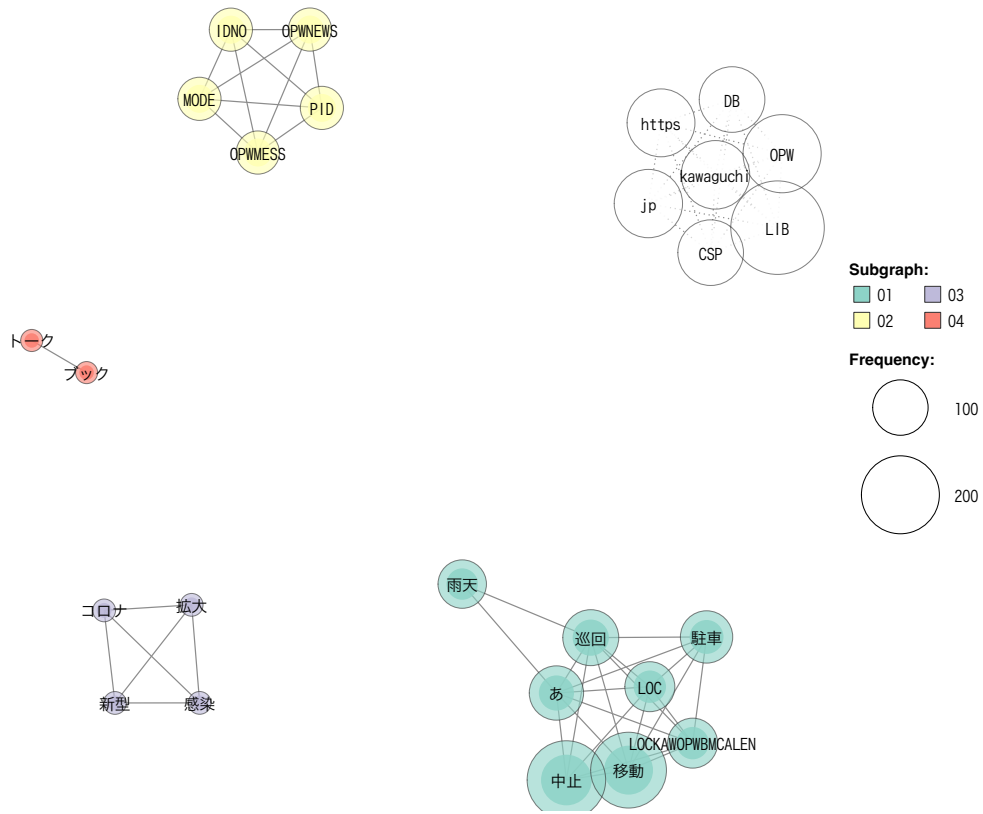 IDNO
OPWNEWS
MODE
PID
OPWMESS
DB
https
OPW
kawaguchi
jp
LIB
CSP
Subgraph:
01
03
02
04
Frequency:
100
200
トーク
ブック
雨天
コロナ
拡大
巡回
駐車
あ
LOC
新型
感染
LOCKAWOPWBMCALEN
中止
移動